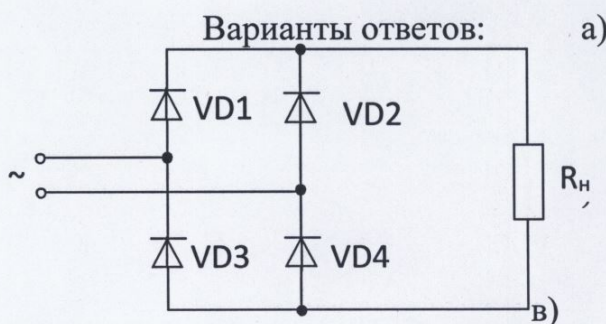 Варианты ответов: а)
VD1 VD2
~
Rн
VD3 VD4
в)